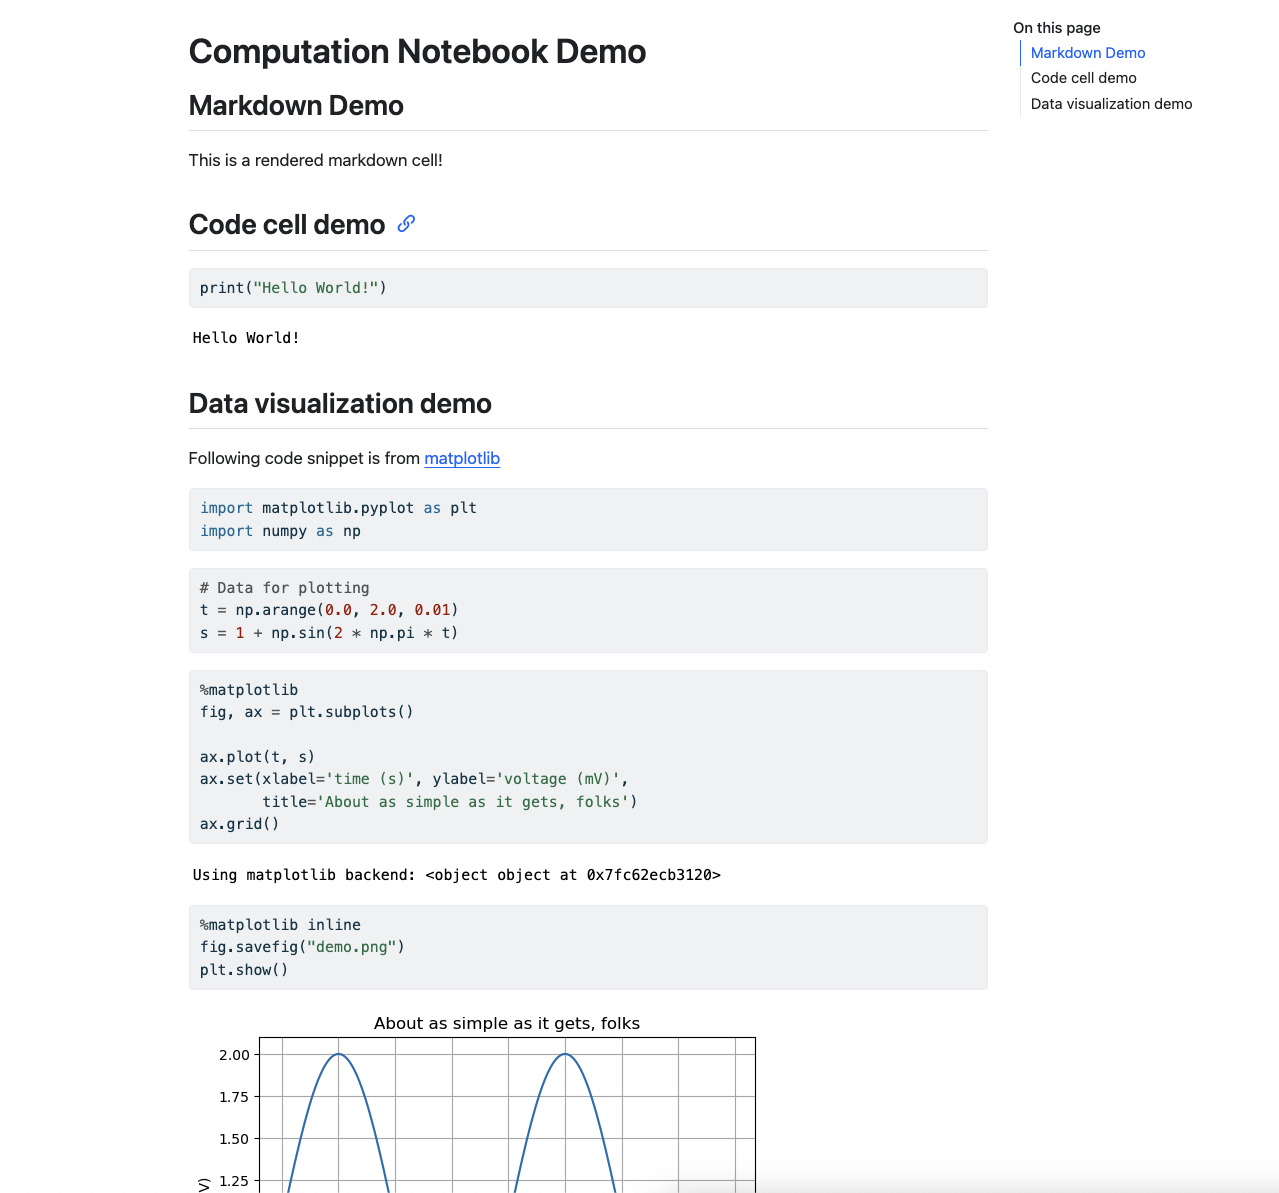 Computation Notebook Demo
On this page
Markdown Demo
Code cell demo
Data visualization demo
Markdown Demo
This is a rendered markdown cell!
Code cell demo
print("Hello World!")
Hello World!
Data visualization demo
Following code snippet is from matplotlib
import matplotlib.pyplot as plt
import numpy as np
# Data for plotting
t = np.arange(0.0, 2.0, 0.01)
s = 1 + np.sin(2 * np.pi * t)
%matplotlib
fig, ax = plt.subplots()
ax.plot(t, s)
ax.set(xlabel='time (s)', ylabel='voltage (mV)',
       title='About as simple as it gets, folks')
ax.grid()
Using matplotlib backend: <object object at 0x7fc62ecb3120>
%matplotlib inline
fig.savefig("demo.png")
plt.show()
About as simple as it gets, folks
2.00
1.75
1.50
1.25
V)